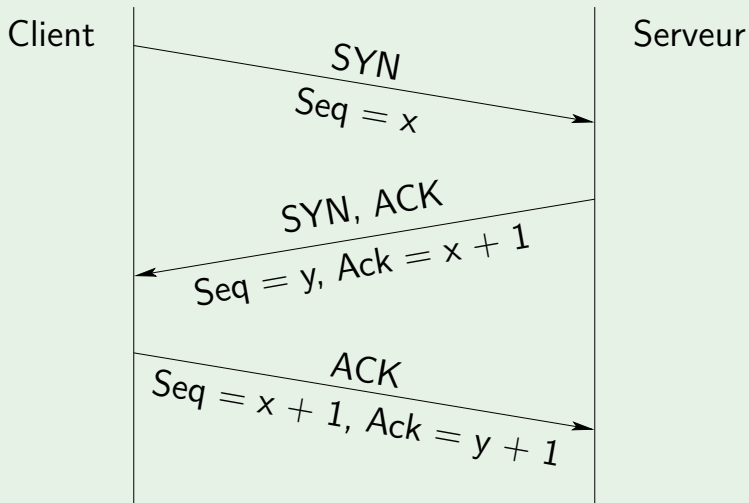 Client
Serveur
SYN
Seq = x
SYN, ACK
Seq = y, Ack = x + 1
ACK
Seq = x + 1, Ack = y + 1